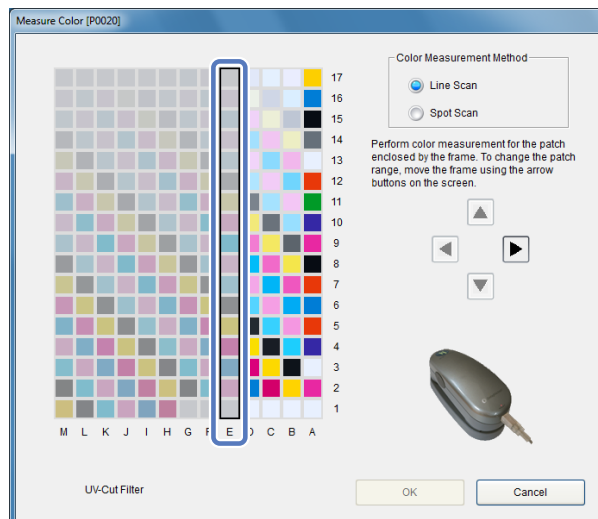 Measure Color [P0020]
Color Measurement Method
Line Scan
Spot Scan
Perform color measurement for the patch
enclosed by the frame. To change the patch
range, move the frame using the arrow
buttons on the screen.
17
16
15
14
13
12
11
10
9
8
7
6
5
4
3
2
1
M L K J I H G F E D C B A
UV-Cut Filter
OK
Cancel